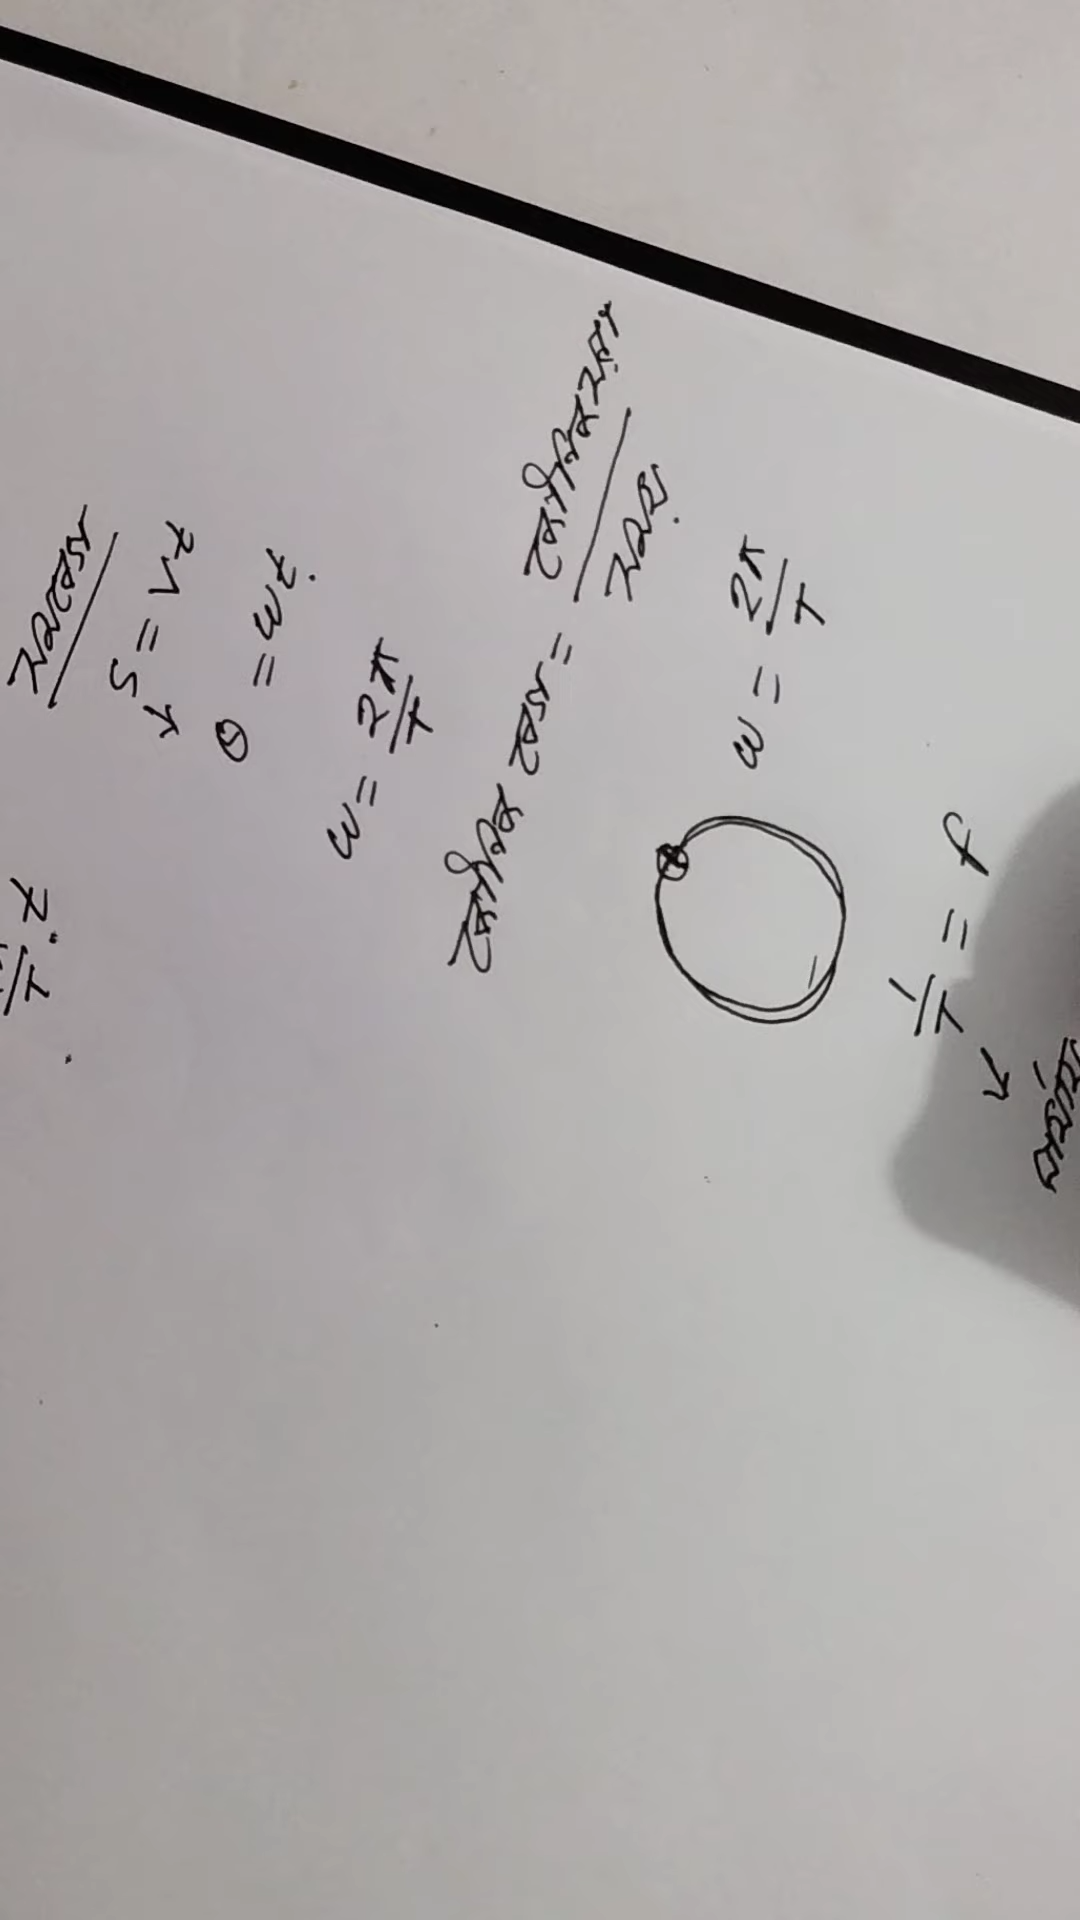 সমবেগে
S = vt
θ = ωt.
ω = 2π/T
কৌণিক বেগ = কৌণিক সরণ / সময়
ω = 2π/T
1/T = f